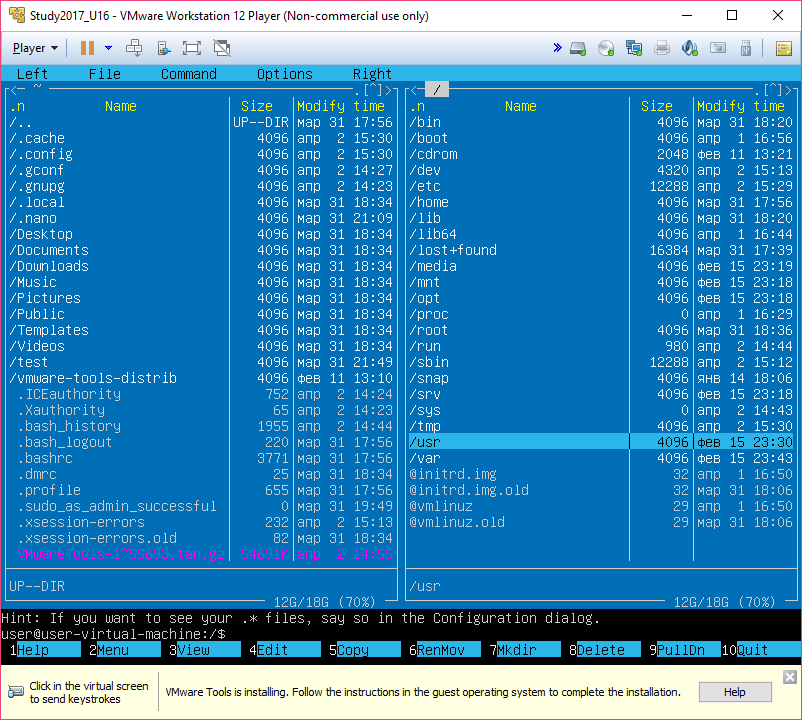 Study2017_U16 - VMware Workstation 12 Player (Non-commercial use only)
Player
Left File Command Options Right
<─ ~ .[^]>
.n Name Size Modify time
/.. UP--DIR мар 31 17:56
/.cache 4096 апр 2 15:30
/.config 4096 апр 2 15:30
/.gconf 4096 апр 2 14:27
/.gnupg 4096 апр 2 14:23
/.local 4096 мар 31 18:34
/.nano 4096 мар 31 21:09
/Desktop 4096 мар 31 18:34
/Documents 4096 мар 31 18:34
/Downloads 4096 мар 31 18:34
/Music 4096 мар 31 18:34
/Pictures 4096 мар 31 18:34
/Public 4096 мар 31 18:34
/Templates 4096 мар 31 18:34
/Videos 4096 мар 31 18:34
/test 4096 мар 31 21:49
/vmware-tools-distrib 4096 фев 11 13:10
.ICEauthority 752 апр 2 14:24
.Xauthority 65 апр 2 14:23
.bash_history 1955 апр 2 14:44
.bash_logout 220 мар 31 17:56
.bashrc 3771 мар 31 17:56
.dmrc 25 мар 31 18:34
.profile 655 мар 31 17:56
.sudo_as_admin_successful 0 мар 31 19:49
.xsession-errors 232 апр 2 15:13
.xsession-errors.old 82 мар 31 18:34
VMwareTools-1~55693.tar.gz 54691K апр 2 14:55
UP--DIR
12G/18G (70%)
<─ / .[^]>
.n Name Size Modify time
/bin 4096 мар 31 18:20
/boot 4096 апр 1 16:56
/cdrom 2048 фев 11 13:21
/dev 4320 апр 2 15:13
/etc 12288 апр 2 15:29
/home 4096 мар 31 17:56
/lib 4096 мар 31 18:20
/lib64 4096 апр 1 16:44
/lost+found 16384 мар 31 17:39
/media 4096 фев 15 23:19
/mnt 4096 фев 15 23:18
/opt 4096 фев 15 23:18
/proc 0 апр 1 16:29
/root 4096 мар 31 18:36
/run 980 апр 2 14:44
/sbin 12288 апр 2 15:12
/snap 4096 янв 14 18:06
/srv 4096 фев 15 23:18
/sys 0 апр 2 14:43
/tmp 4096 апр 2 15:30
/usr 4096 фев 15 23:30
/var 4096 фев 15 23:43
@initrd.img 32 апр 1 16:50
@initrd.img.old 32 мар 31 18:06
@vmlinuz 29 апр 1 16:50
@vmlinuz.old 29 мар 31 18:06
/usr
12G/18G (70%)
Hint: If you want to see your .* files, say so in the Configuration dialog.
user@user-virtual-machine:/$
1Help 2Menu 3View 4Edit 5Copy 6RenMov 7Mkdir 8Delete 9PullDn 10Quit
Click in the virtual screen
to send keystrokes
VMware Tools is installing. Follow the instructions in the guest operating system to complete the installation.
Help